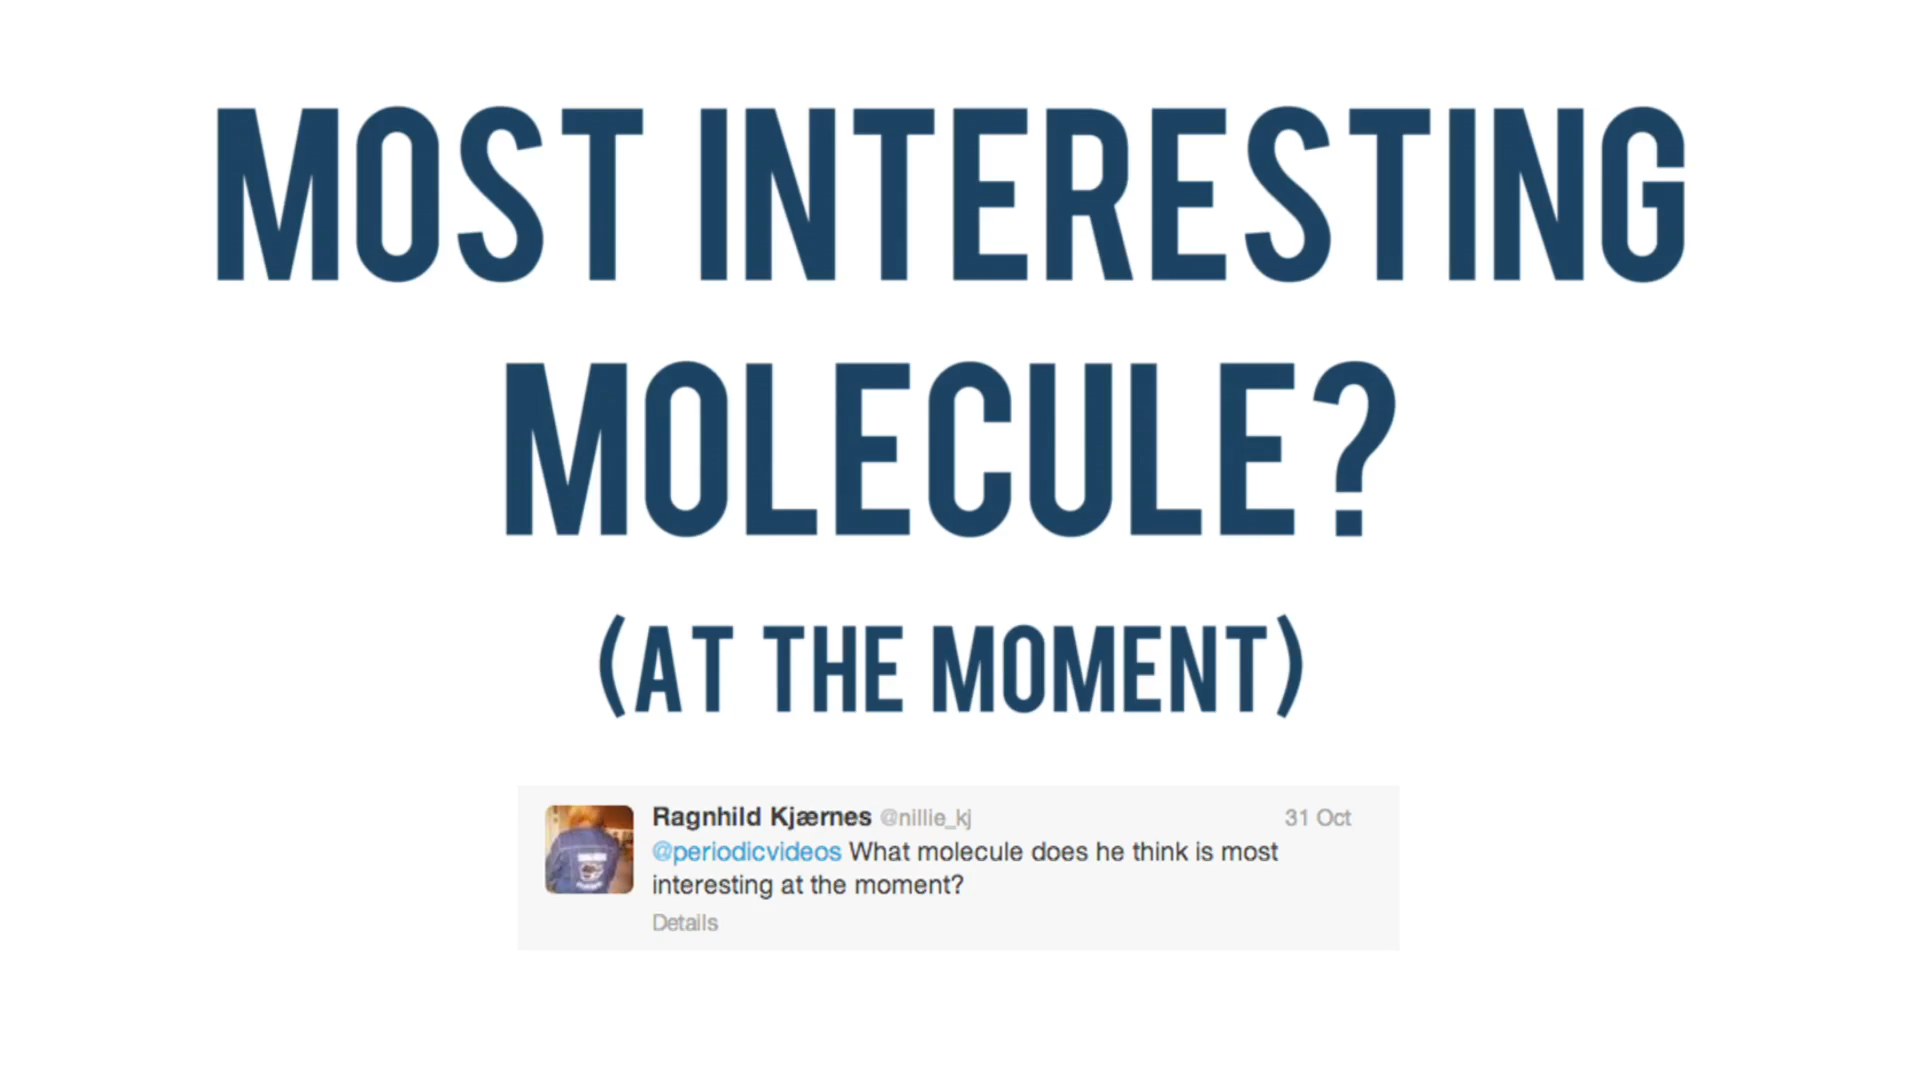 MOST INTERESTING
MOLECULE?
(AT THE MOMENT)
Ragnhild Kjærnes @nillie_kj 31 Oct
@periodicvideos What molecule does he think is most
interesting at the moment?
Details